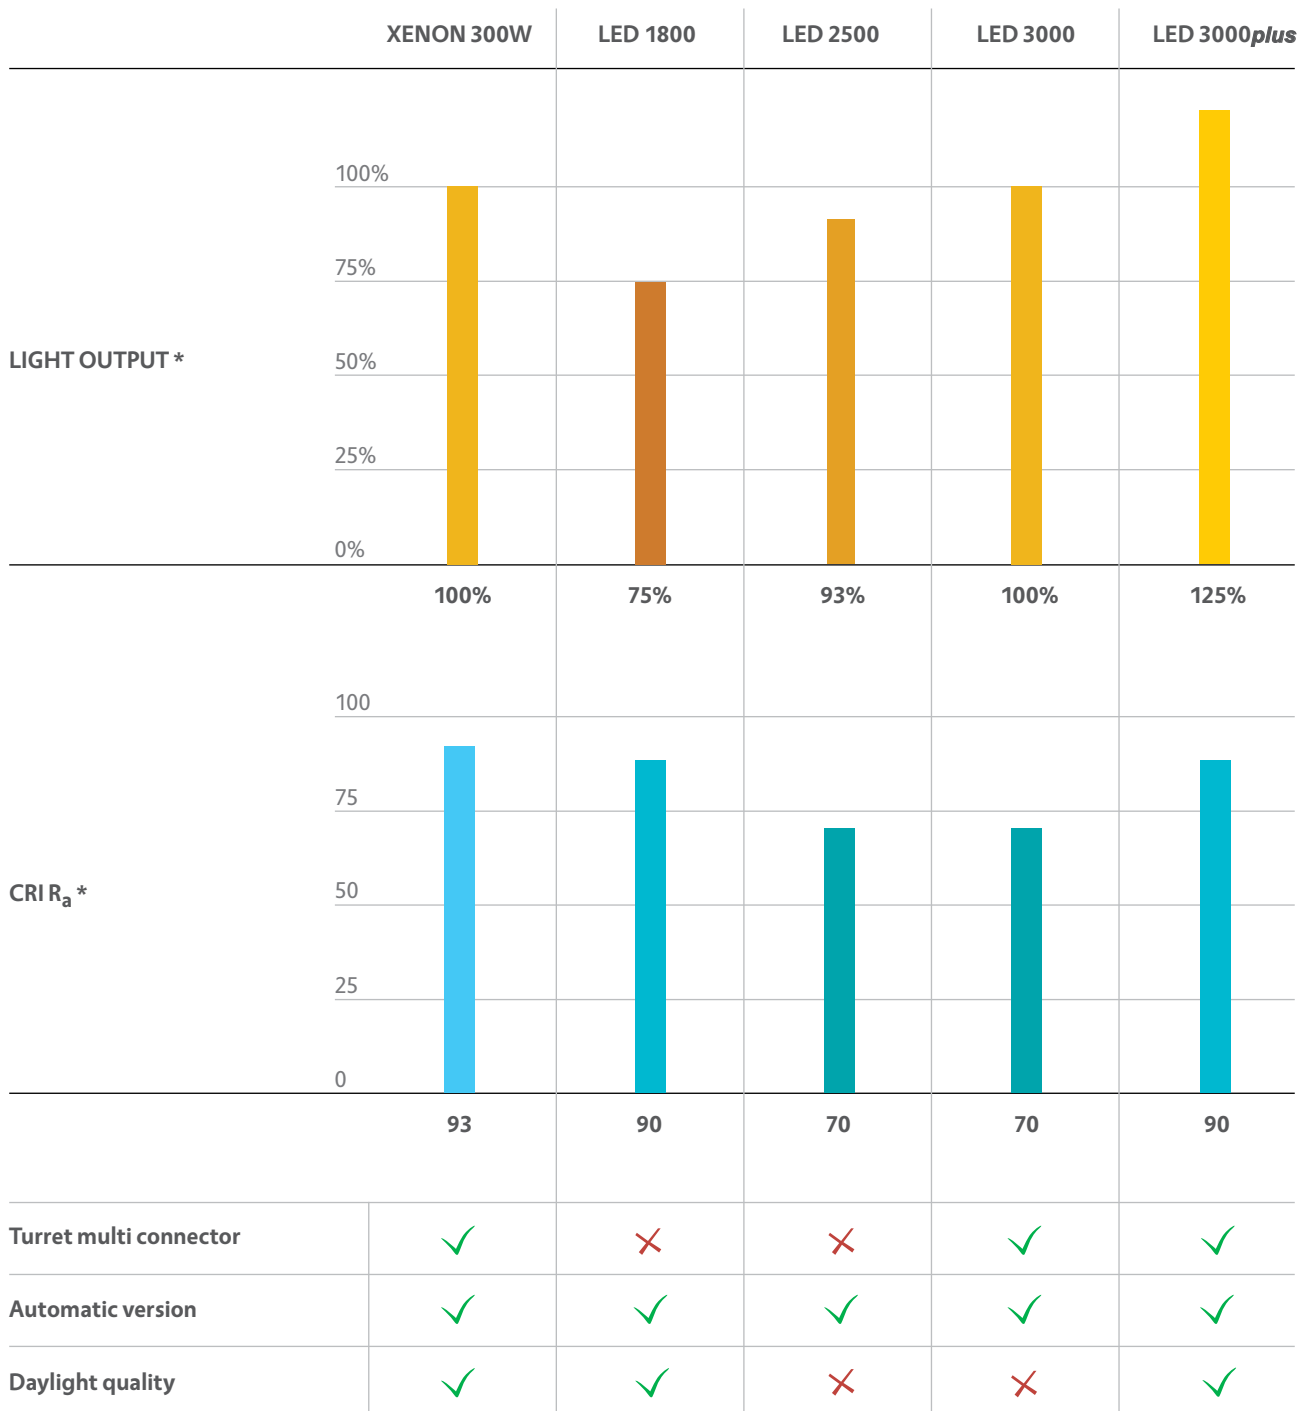 XENON 300W LED 1800 LED 2500 LED 3000 LED 3000plus
100%
75%
LIGHT OUTPUT *
50%
25%
0%
100% 75% 93% 100% 125%
100
75
CRI Ra *
50
25
0
93 90 70 70 90
Turret multi connector
Automatic version
Daylight quality